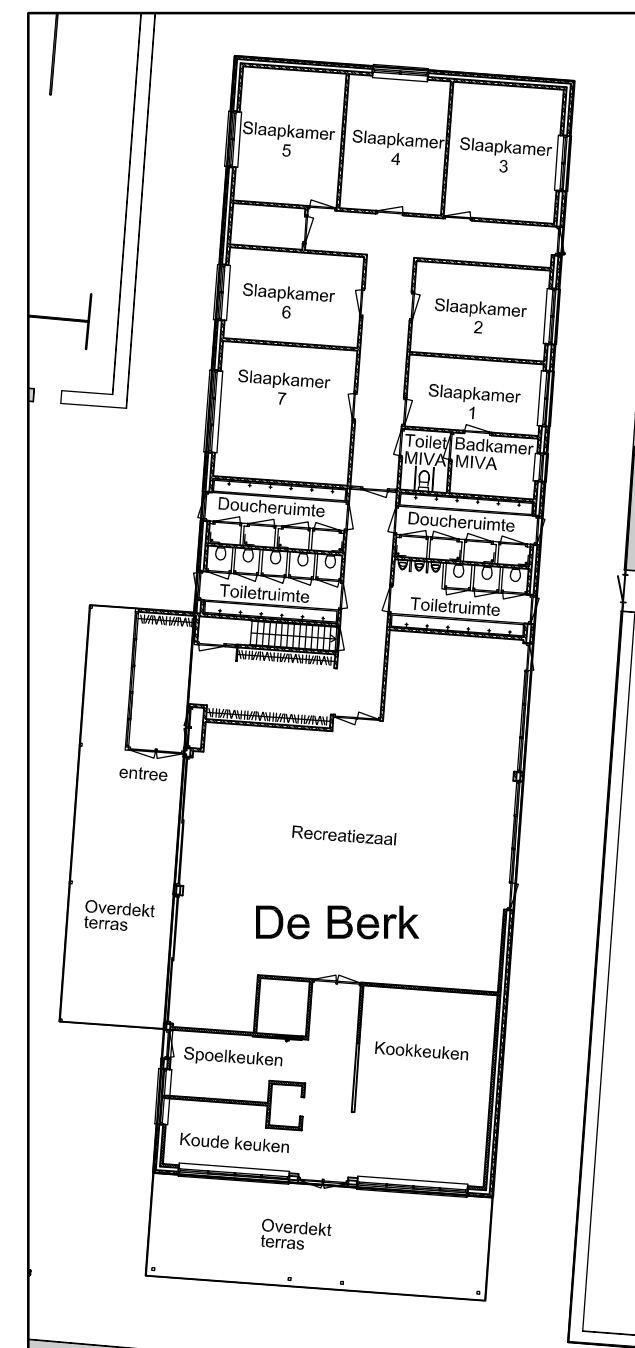 Slaapkamer
5
Slaapkamer
4
Slaapkamer
3
Slaapkamer
6
Slaapkamer
2
Slaapkamer
7
Slaapkamer
1
Toilet
MIVA
Badkamer
MIVA
Doucheruimte
Doucheruimte
Toiletruimte
Toiletruimte
entree
Recreatiezaal
Overdekt
terras
De Berk
Spoelkeuken
Kookkeuken
Koude keuken
Overdekt
terras